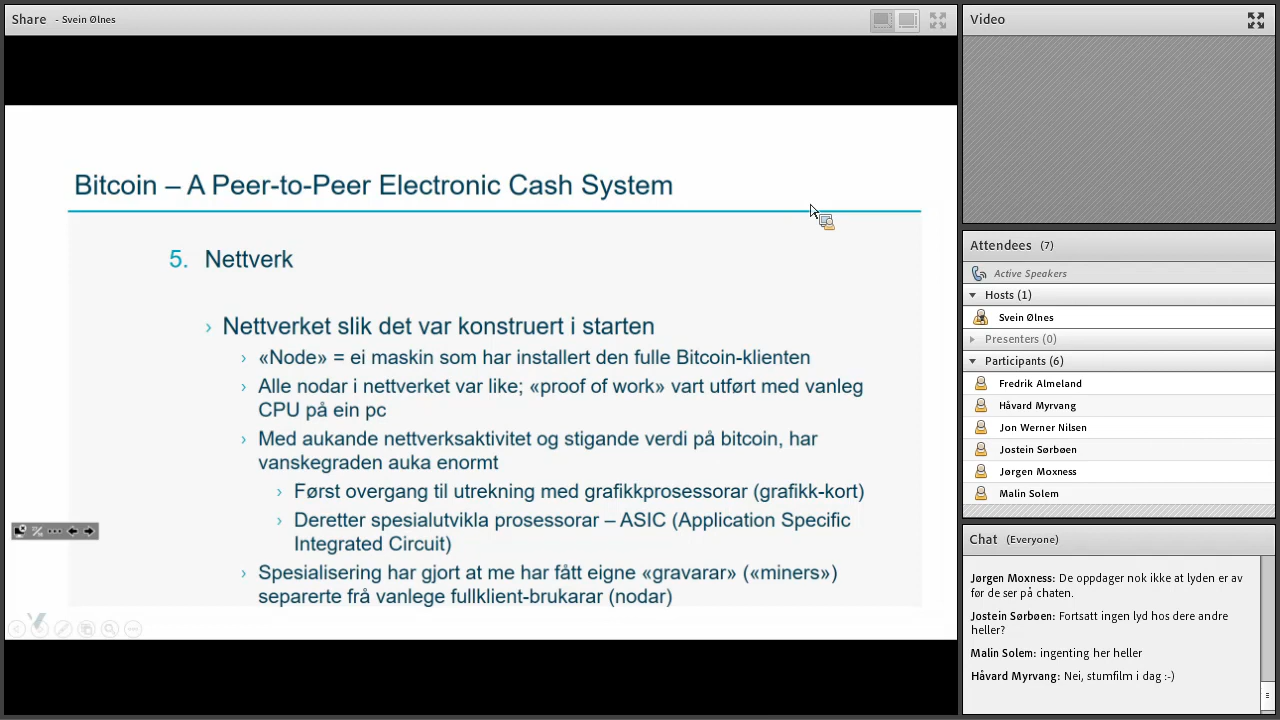 Share - Svein Ølnes
Bitcoin – A Peer-to-Peer Electronic Cash System
5. Nettverk
› Nettverket slik det var konstruert i starten
› «Node» = ei maskin som har installert den fulle Bitcoin-klienten
› Alle nodar i nettverket var like; «proof of work» vart utført med vanleg
CPU på ein pc
› Med aukande nettverksaktivitet og stigande verdi på bitcoin, har
vanskegraden auka enormt
› Først overgang til utrekning med grafikkprosessorar (grafikk-kort)
› Deretter spesialutvikla prosessorar – ASIC (Application Specific
Integrated Circuit)
› Spesialisering har gjort at me har fått eigne «gravarar» («miners»)
separerte frå vanlege fullklient-brukarar (nodar)
Video
Attendees (7)
Active Speakers
Hosts (1)
Svein Ølnes
Presenters (0)
Participants (6)
Fredrik Almeland
Håvard Myrvang
Jon Werner Nilsen
Jostein Sørbøen
Jørgen Moxness
Malin Solem
Chat (Everyone)
Jørgen Moxness: De oppdager nok ikke at lyden er av
før de ser på chaten.
Jostein Sørbøen: Fortsatt ingen lyd hos dere andre
heller?
Malin Solem: ingenting her heller
Håvard Myrvang: Nei, stumfilm i dag :-)